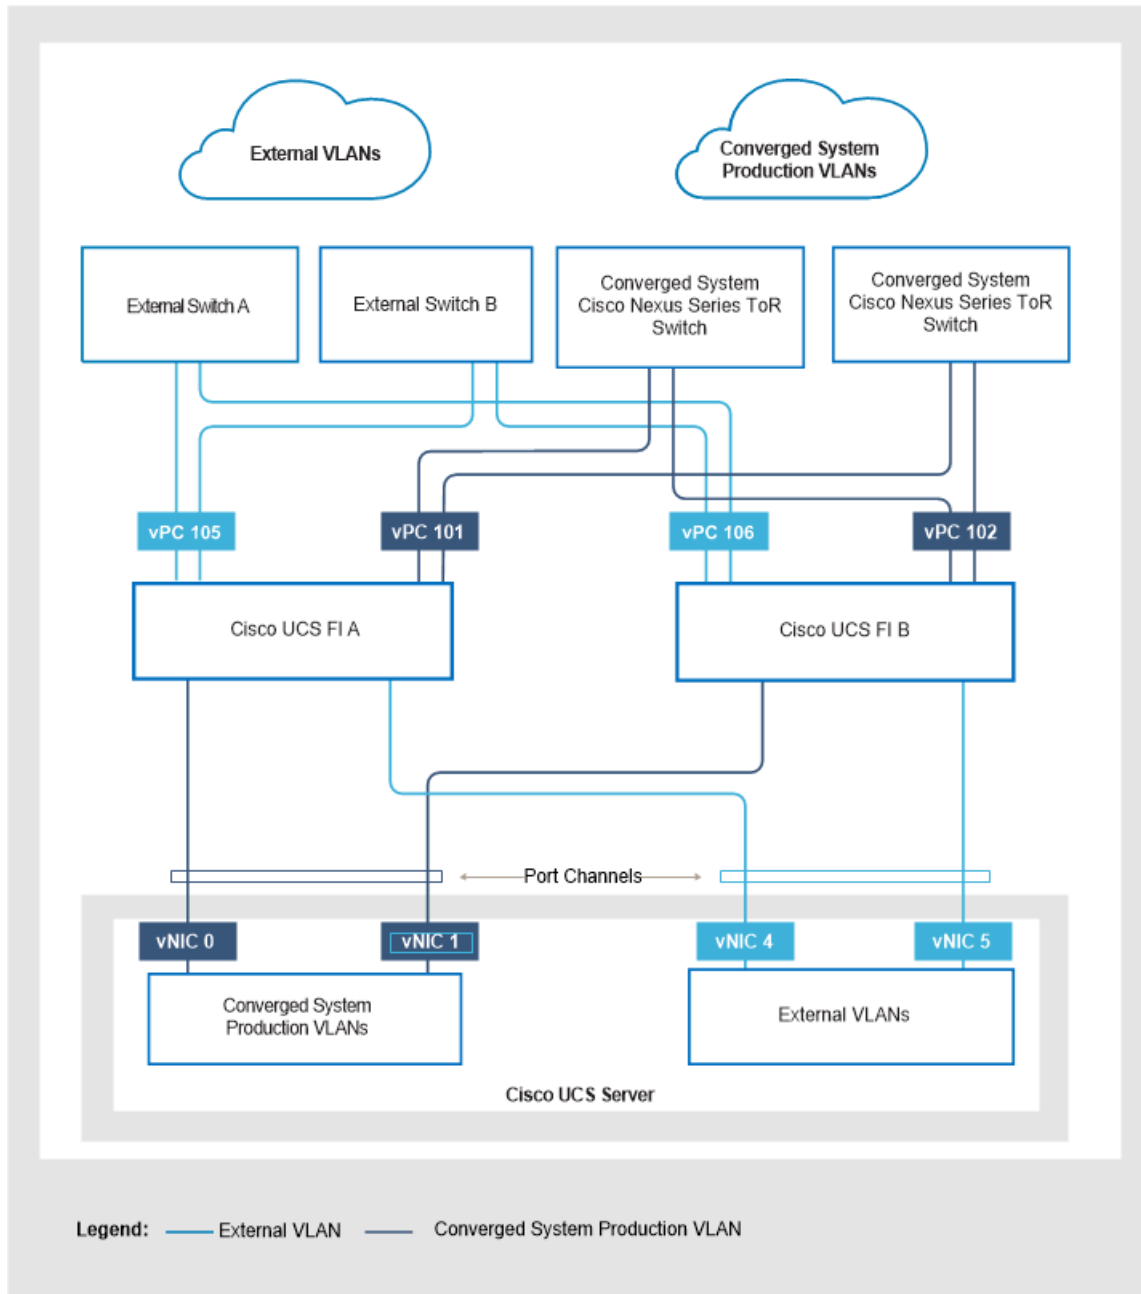 External VLANs
Converged System
Production VLANs
External Switch A
External Switch B
Converged System
Cisco Nexus Series ToR
Switch
Converged System
Cisco Nexus Series ToR
Switch
vPC 105
vPC 101
vPC 106
vPC 102
Cisco UCS FI A
Cisco UCS FI B
Port Channels
vNIC 0
vNIC 1
vNIC 4
vNIC 5
Converged System
Production VLANs
External VLANs
Cisco UCS Server
Legend: External VLAN Converged System Production VLAN